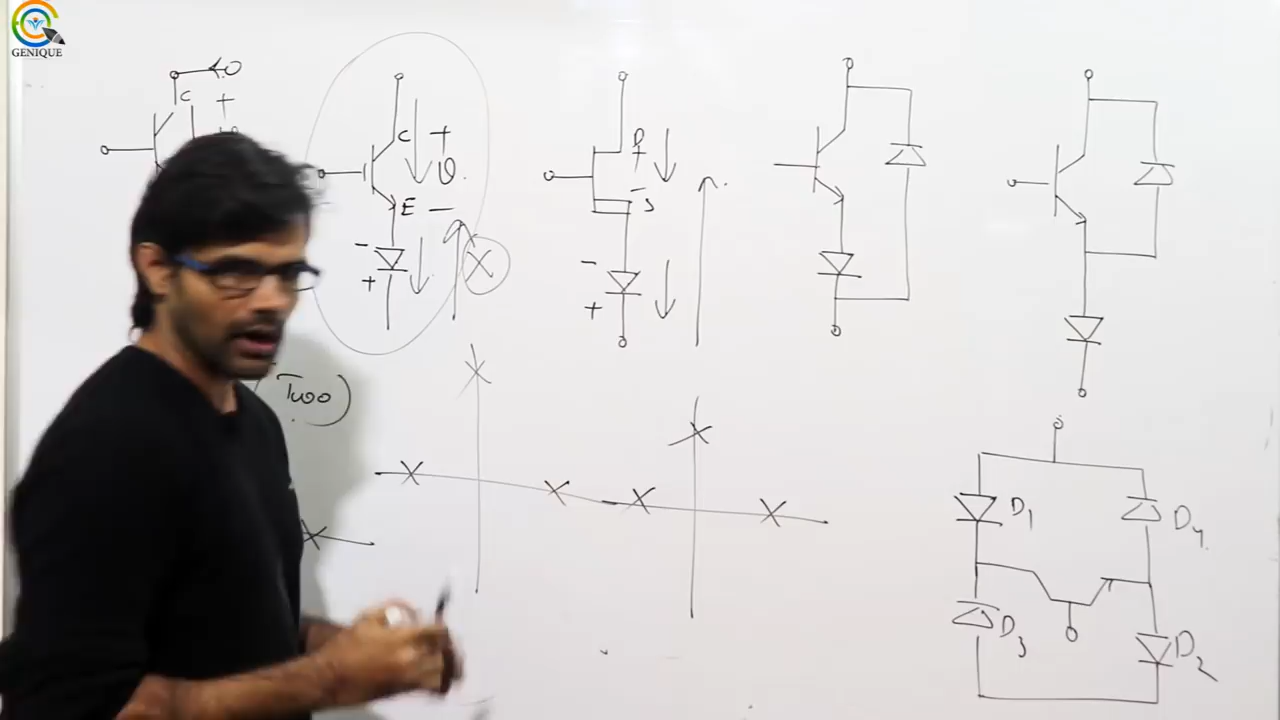 GENIQUE
C
+
C
+
υ
E
-
-
+
D
+
-
S
-
+
(Two)
D1
D4
D3
D2